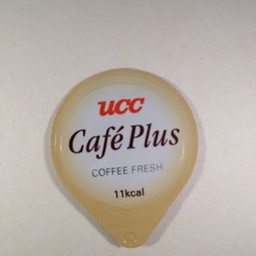 UCC
Café Plus
COFFEE FRESH
11kcal